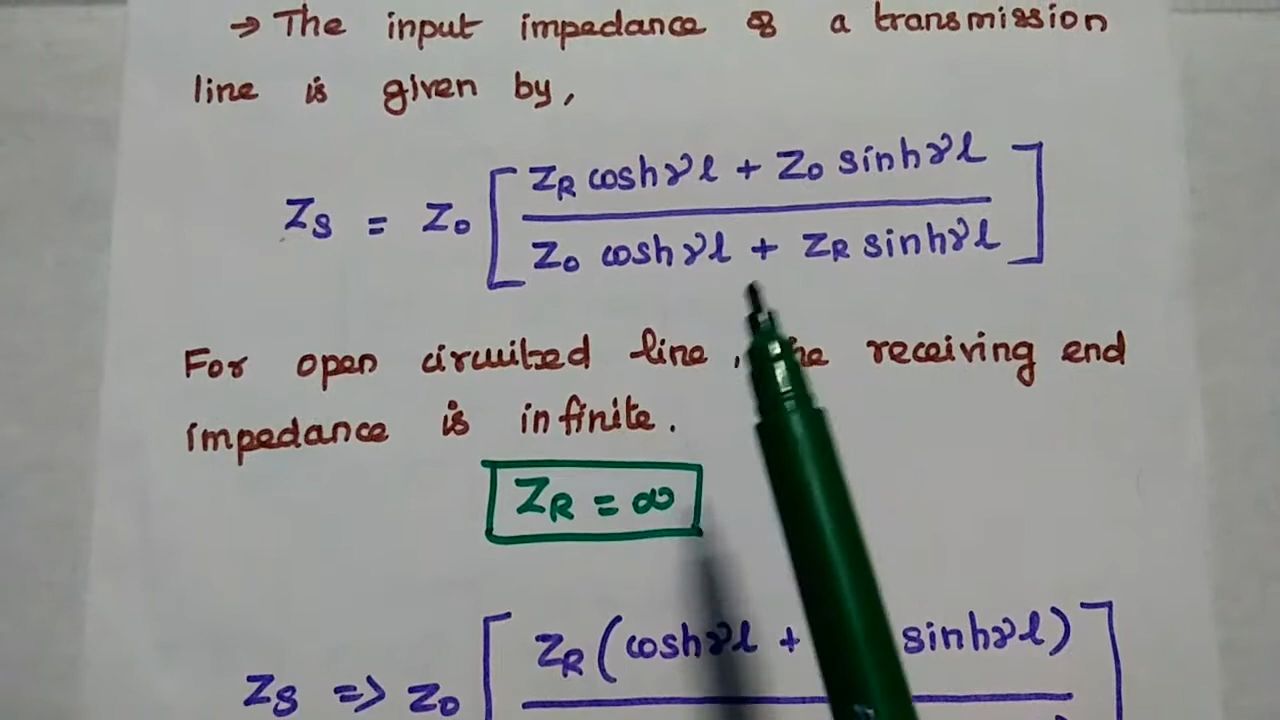 → The input impedance of a transmission
line is given by,
Zs = Z0 [ ZR coshγl + Z0 sinhγl
Z0 coshγl + ZR sinhγl ]
For open circuited line, receiving end
impedance is infinite.
ZR = ∞
Zs => Z0 [ ZR (coshγl + sinhγl) ]